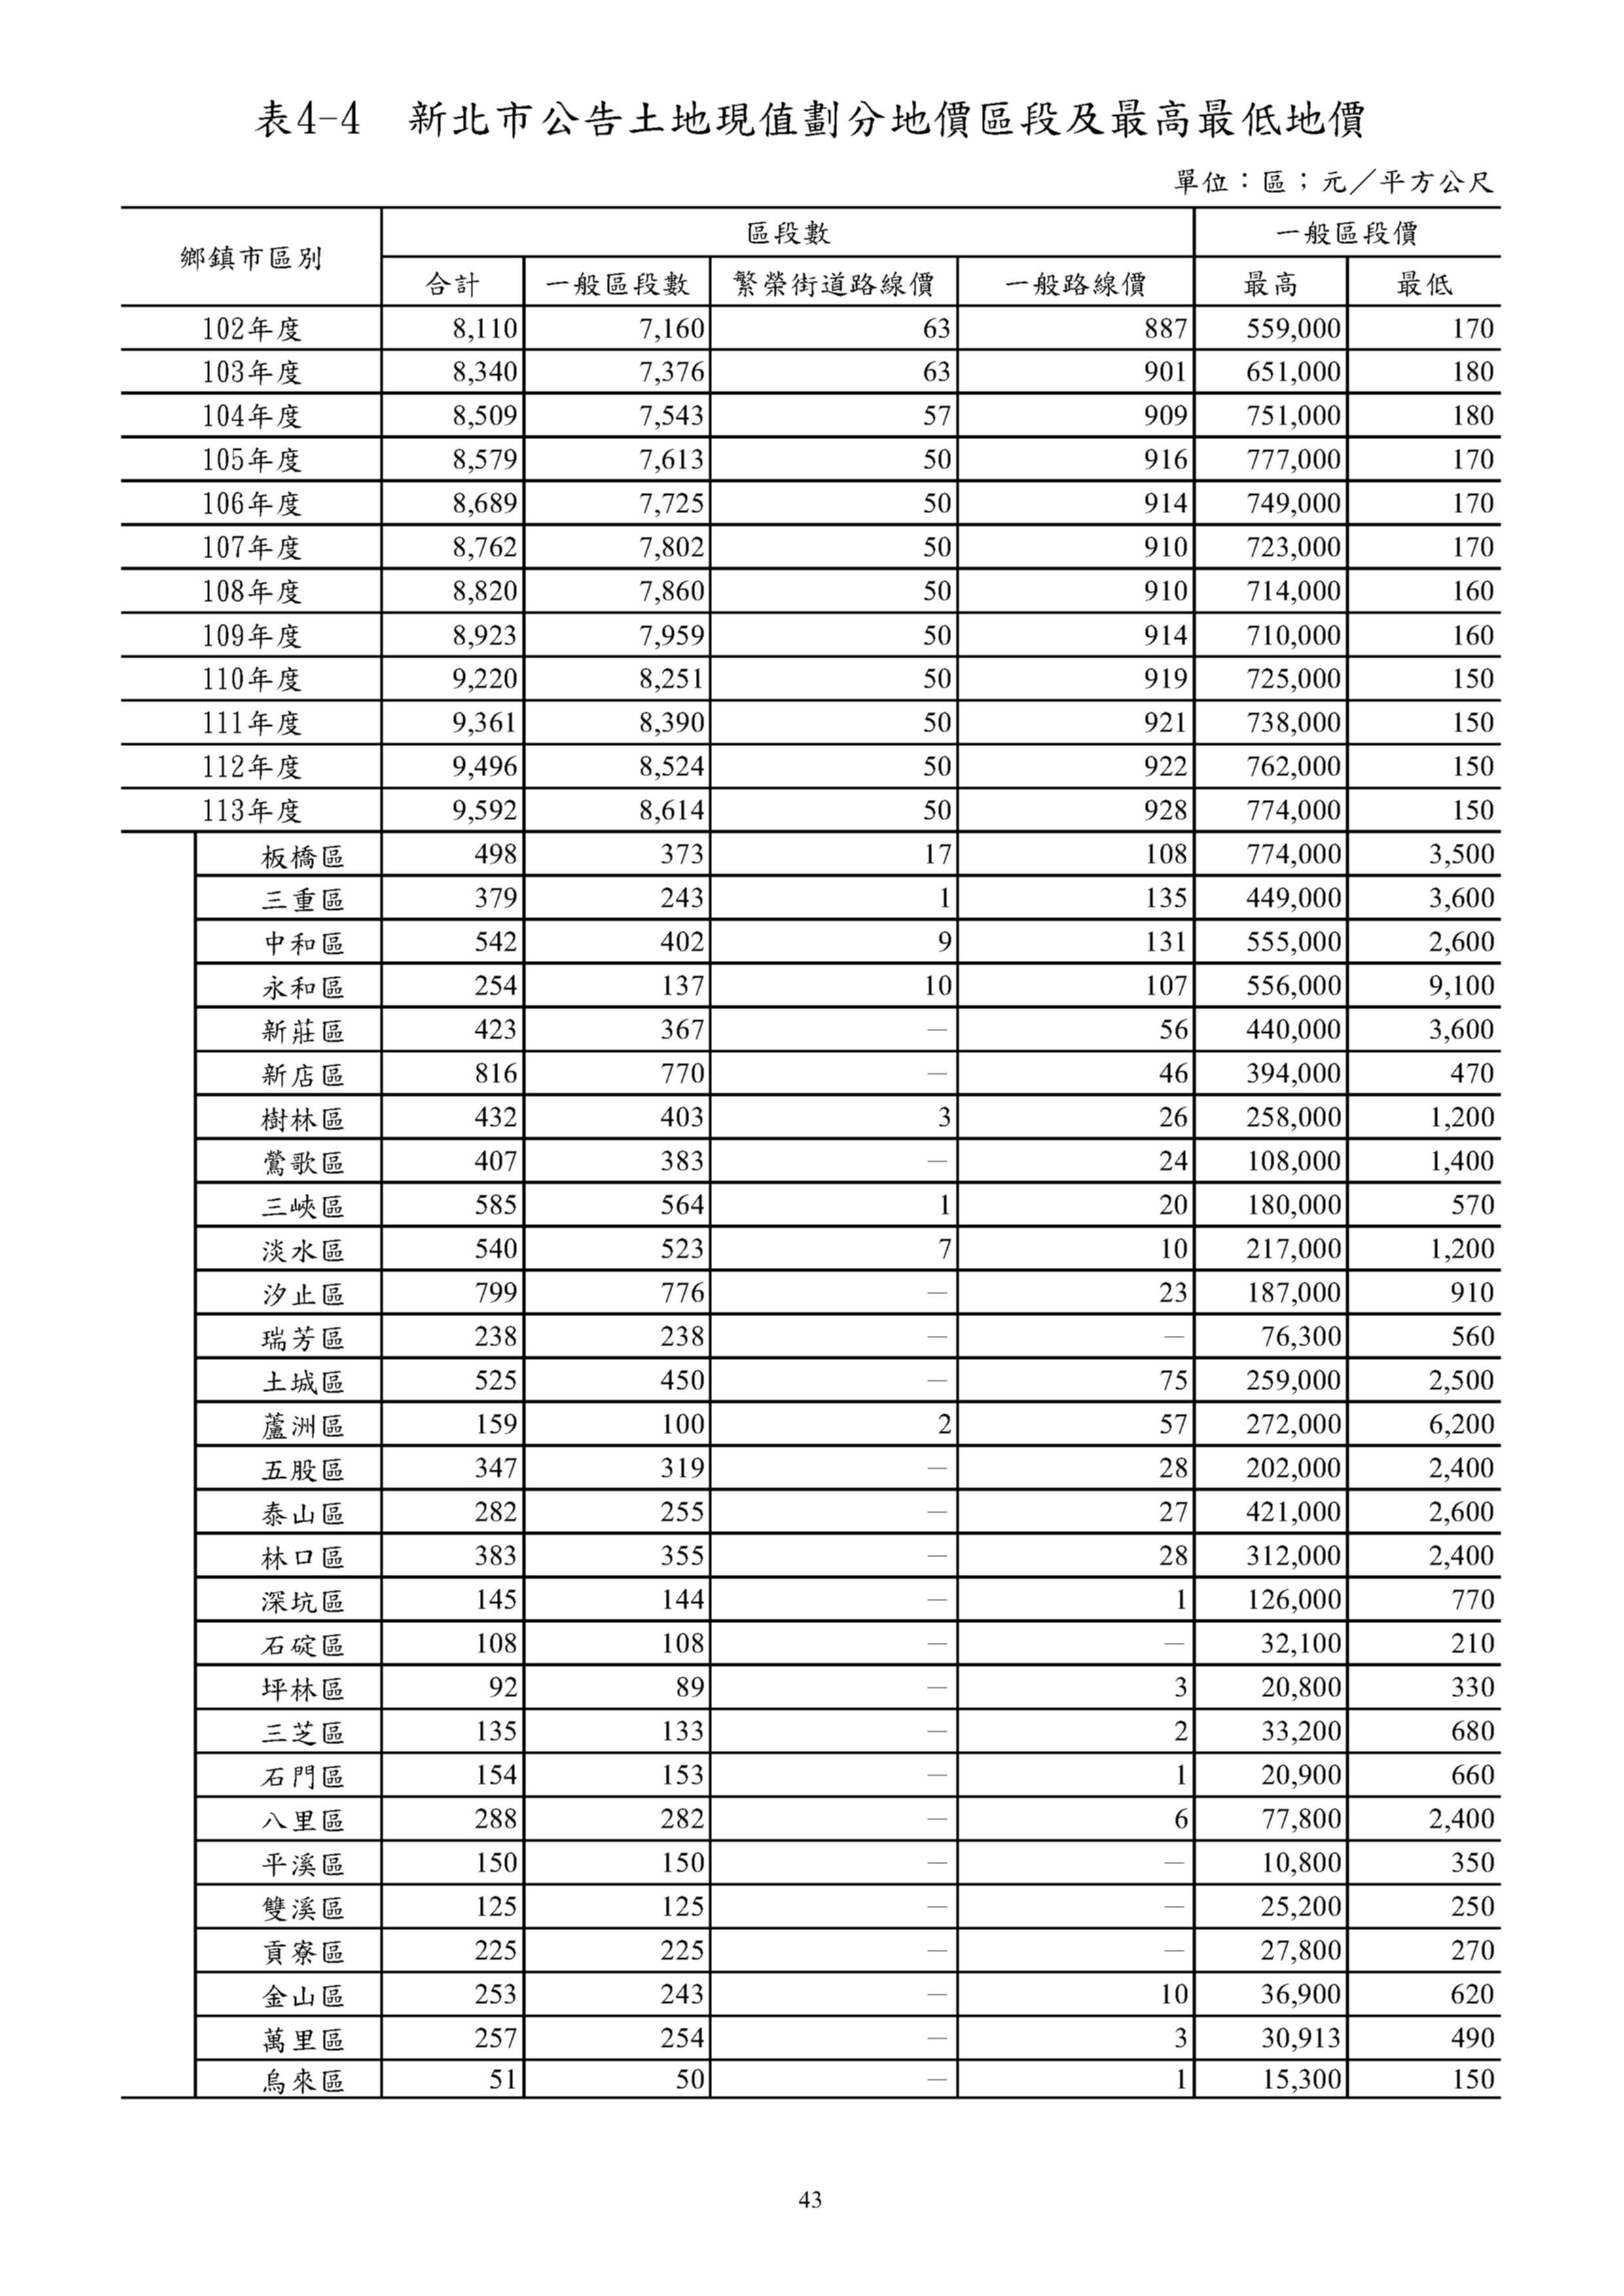 表4-4　新北市公告土地現值劃分地價區段及最高最低地價
單位：區；元／平方公尺
鄉鎮市區別 區段數 一般區段價
合計 一般區段數 繁榮街道路線價 一般路線價 最高 最低
102年度 8,110 7,160 63 887 559,000 170
103年度 8,340 7,376 63 901 651,000 180
104年度 8,509 7,543 57 909 751,000 180
105年度 8,579 7,613 50 916 777,000 170
106年度 8,689 7,725 50 914 749,000 170
107年度 8,762 7,802 50 910 723,000 170
108年度 8,820 7,860 50 910 714,000 160
109年度 8,923 7,959 50 914 710,000 160
110年度 9,220 8,251 50 919 725,000 150
111年度 9,361 8,390 50 921 738,000 150
112年度 9,496 8,524 50 922 762,000 150
113年度 9,592 8,614 50 928 774,000 150
板橋區 498 373 17 108 774,000 3,500
三重區 379 243 1 135 449,000 3,600
中和區 542 402 9 131 555,000 2,600
永和區 254 137 10 107 556,000 9,100
新莊區 423 367 － 56 440,000 3,600
新店區 816 770 － 46 394,000 470
樹林區 432 403 3 26 258,000 1,200
鶯歌區 407 383 － 24 108,000 1,400
三峽區 585 564 1 20 180,000 570
淡水區 540 523 7 10 217,000 1,200
汐止區 799 776 － 23 187,000 910
瑞芳區 238 238 － － 76,300 560
土城區 525 450 － 75 259,000 2,500
蘆洲區 159 100 2 57 272,000 6,200
五股區 347 319 － 28 202,000 2,400
泰山區 282 255 － 27 421,000 2,600
林口區 383 355 － 28 312,000 2,400
深坑區 145 144 － 1 126,000 770
石碇區 108 108 － － 32,100 210
坪林區 92 89 － 3 20,800 330
三芝區 135 133 － 2 33,200 680
石門區 154 153 － 1 20,900 660
八里區 288 282 － 6 77,800 2,400
平溪區 150 150 － － 10,800 350
雙溪區 125 125 － － 25,200 250
貢寮區 225 225 － － 27,800 270
金山區 253 243 － 10 36,900 620
萬里區 257 254 － 3 30,913 490
烏來區 51 50 － 1 15,300 150
43